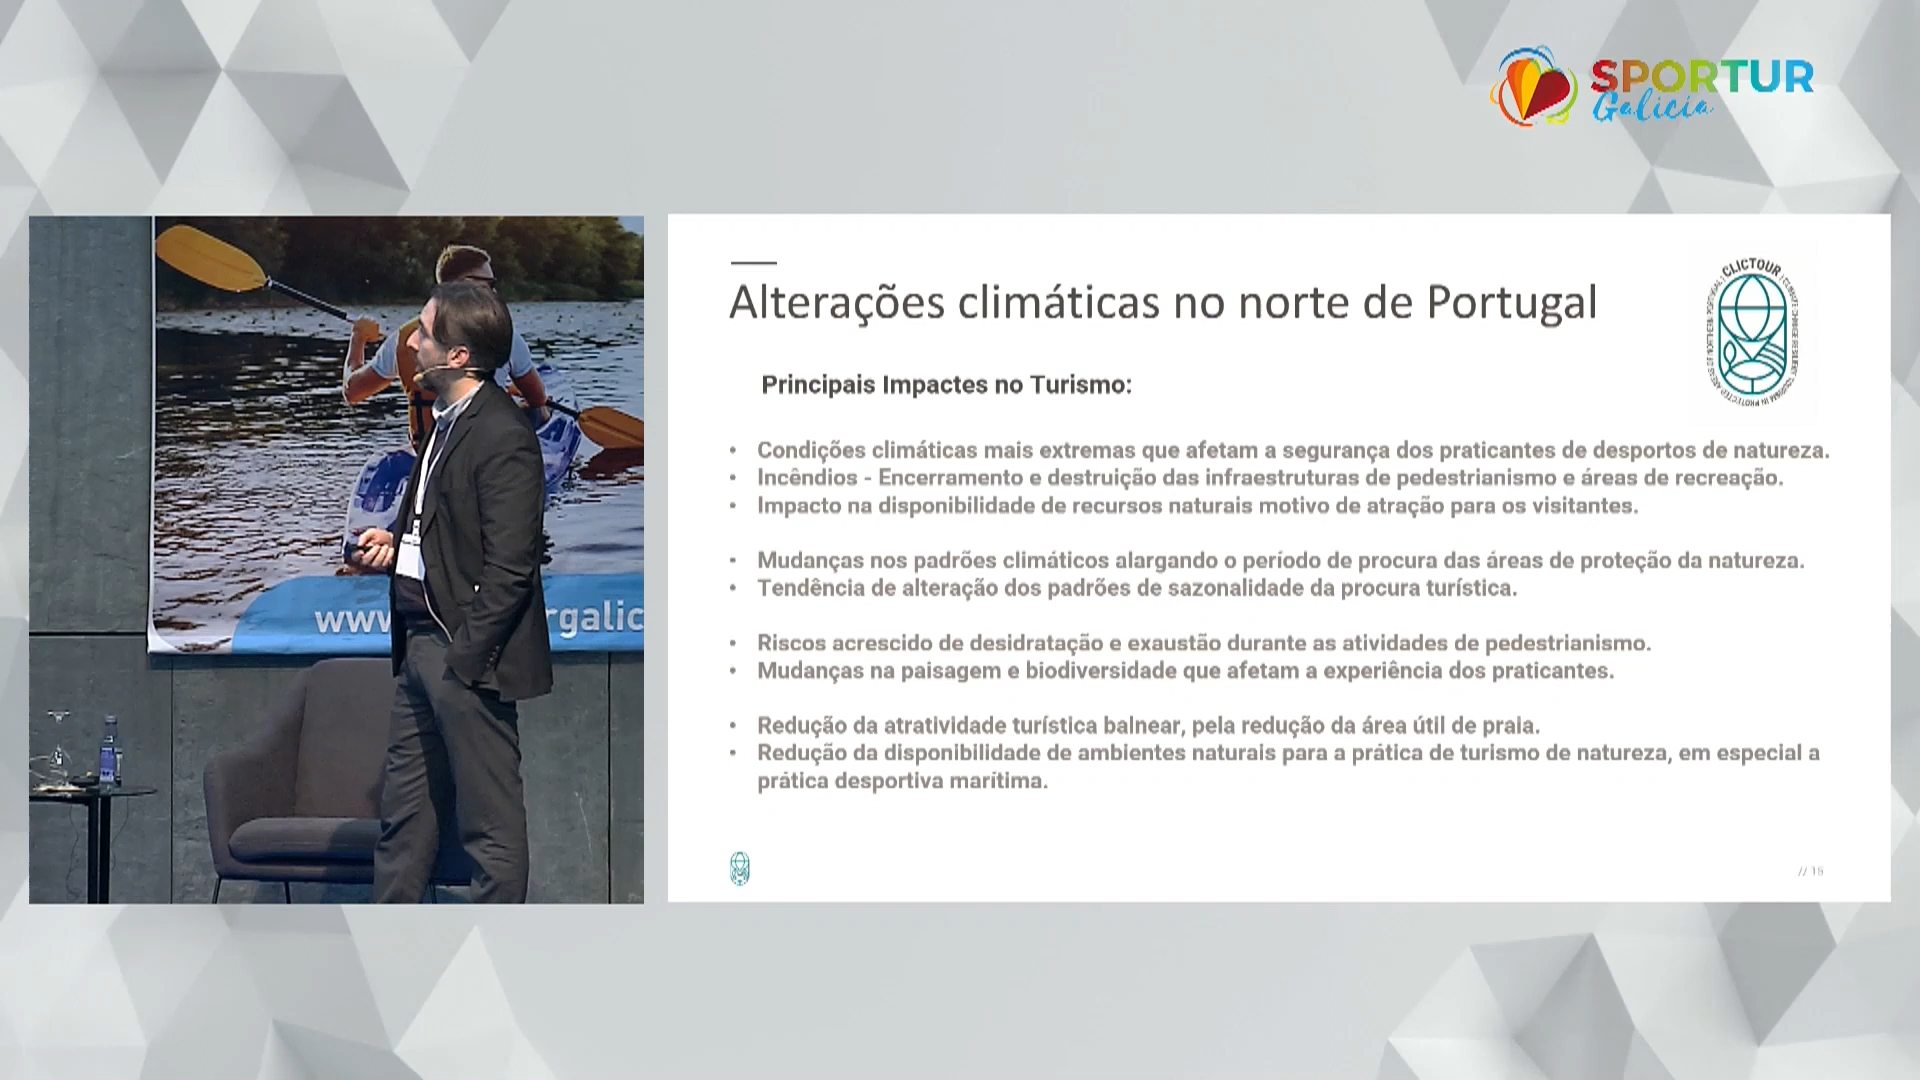 SPORTUR
Galicia
Alterações climáticas no norte de Portugal
CLICTOUR
Principais Impactes no Turismo:
• Condições climáticas mais extremas que afetam a segurança dos praticantes de desportos de natureza.
• Incêndios - Encerramento e destruição das infraestruturas de pedestrianismo e áreas de recreação.
• Impacto na disponibilidade de recursos naturais motivo de atração para os visitantes.
• Mudanças nos padrões climáticos alargando o período de procura das áreas de proteção da natureza.
• Tendência de alteração dos padrões de sazonalidade da procura turística.
• Riscos acrescido de desidratação e exaustão durante as atividades de pedestrianismo.
• Mudanças na paisagem e biodiversidade que afetam a experiência dos praticantes.
• Redução da atratividade turística balnear, pela redução da área útil de praia.
• Redução da disponibilidade de ambientes naturais para a prática de turismo de natureza, em especial a
prática desportiva marítima.